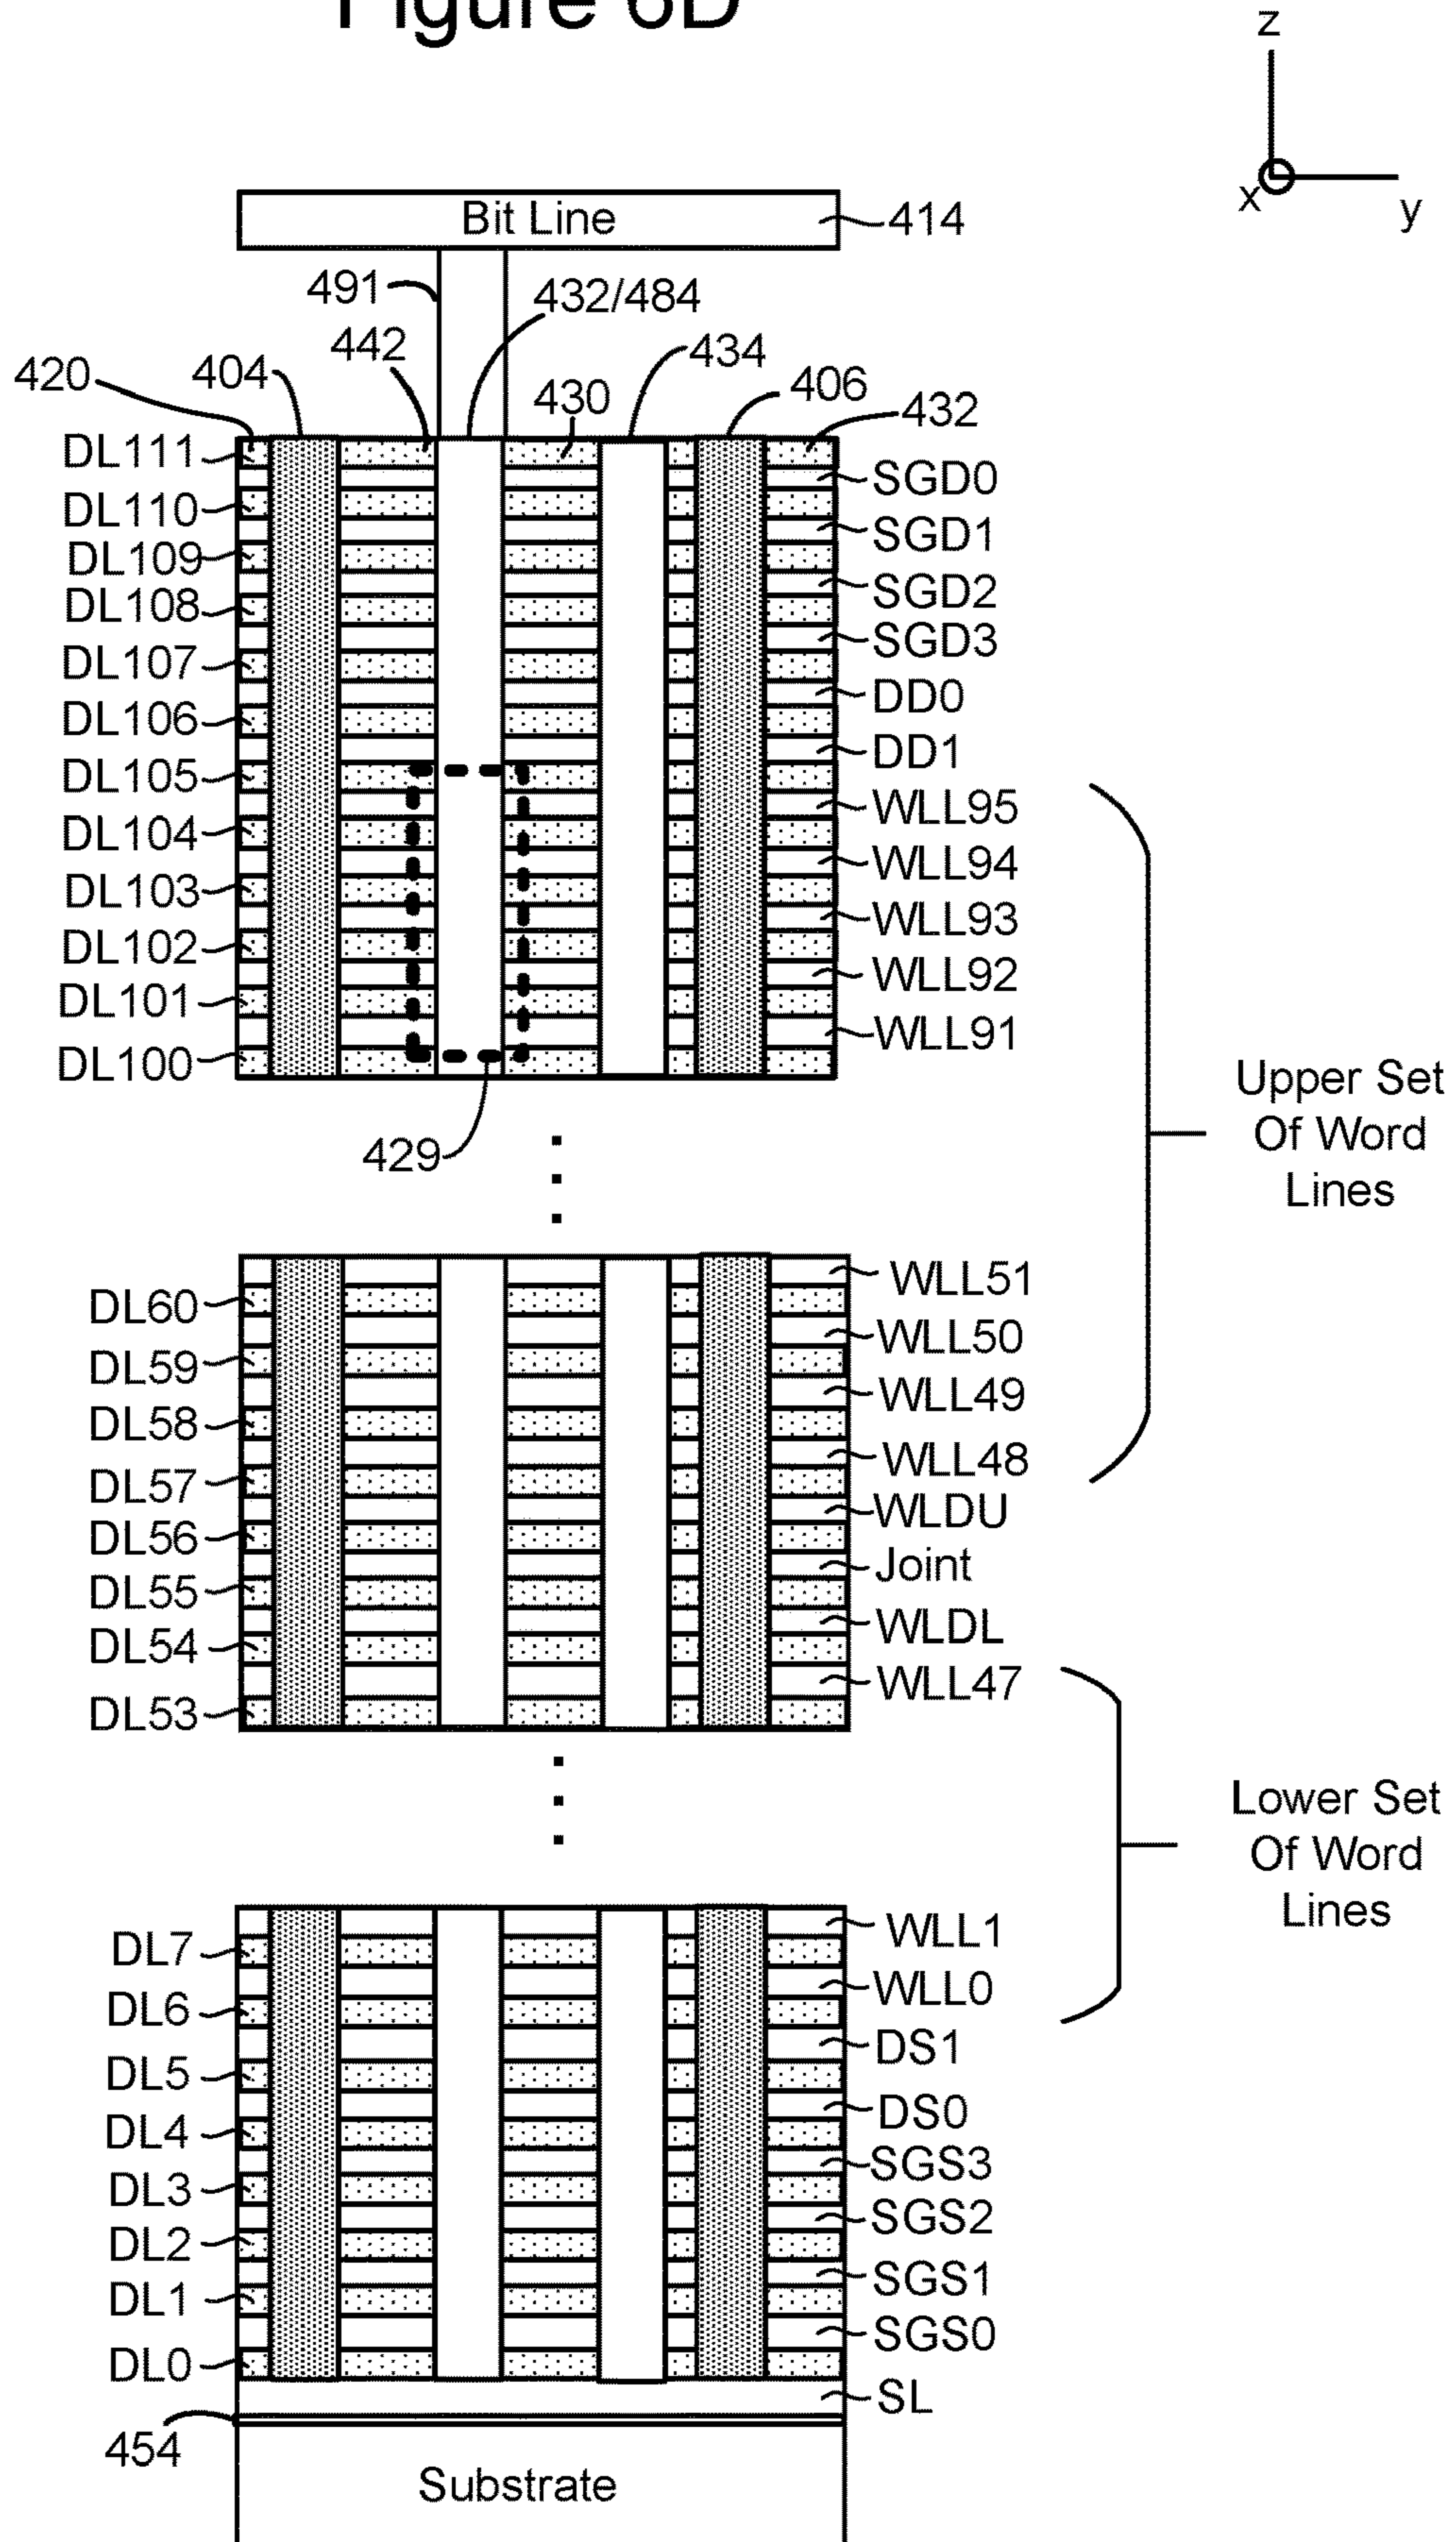 Figure 6D
z
x
y
Bit Line
414
491
432/484
442
434
420
404
430
406
432
DL111
SGD0
DL110
SGD1
DL109
SGD2
DL108
SGD3
DL107
DD0
DL106
DD1
DL105
WLL95
DL104
WLL94
DL103
WLL93
DL102
WLL92
DL101
WLL91
DL100
429
Upper Set
Of Word
Lines
WLL51
DL60
WLL50
DL59
WLL49
DL58
WLL48
DL57
WLDU
DL56
Joint
DL55
WLDL
DL54
WLL47
DL53
Lower Set
Of Word
Lines
WLL1
DL7
WLL0
DL6
DS1
DL5
DS0
DL4
SGS3
DL3
SGS2
DL2
SGS1
DL1
SGS0
DL0
SL
454
Substrate